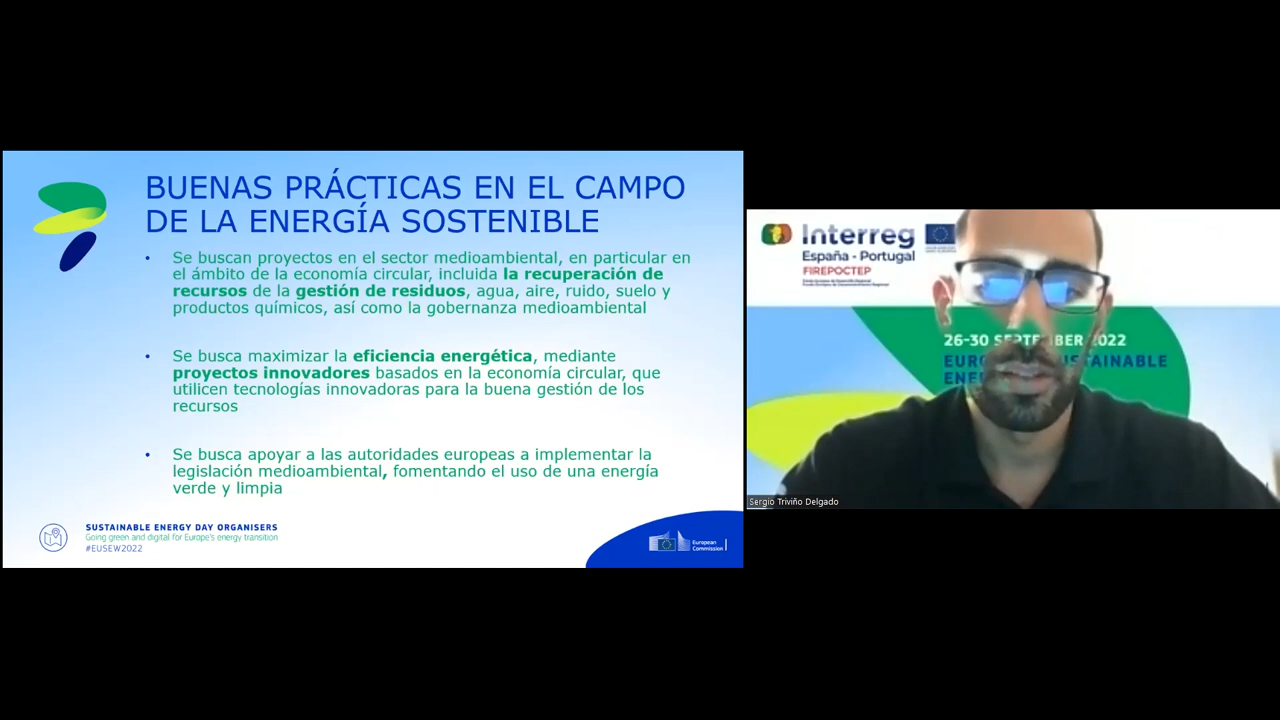 BUENAS PRÁCTICAS EN EL CAMPO
DE LA ENERGÍA SOSTENIBLE
• Se buscan proyectos en el sector medioambiental, en particular en
el ámbito de la economía circular, incluida la recuperación de
recursos de la gestión de residuos, agua, aire, ruido, suelo y
productos químicos, así como la gobernanza medioambiental
• Se busca maximizar la eficiencia energética, mediante
proyectos innovadores basados en la economía circular, que
utilicen tecnologías innovadoras para la buena gestión de los
recursos
• Se busca apoyar a las autoridades europeas a implementar la
legislación medioambiental, fomentando el uso de una energía
verde y limpia
SUSTAINABLE ENERGY DAY ORGANISERS
Going green and digital for Europe's energy transition
#EUSEW2022
European
Commission
Interreg
España - Portugal
FIREPOCTEP
26-30 SEPTEMBER 2022
SUSTAINABLE
Sergio Triviño Delgado